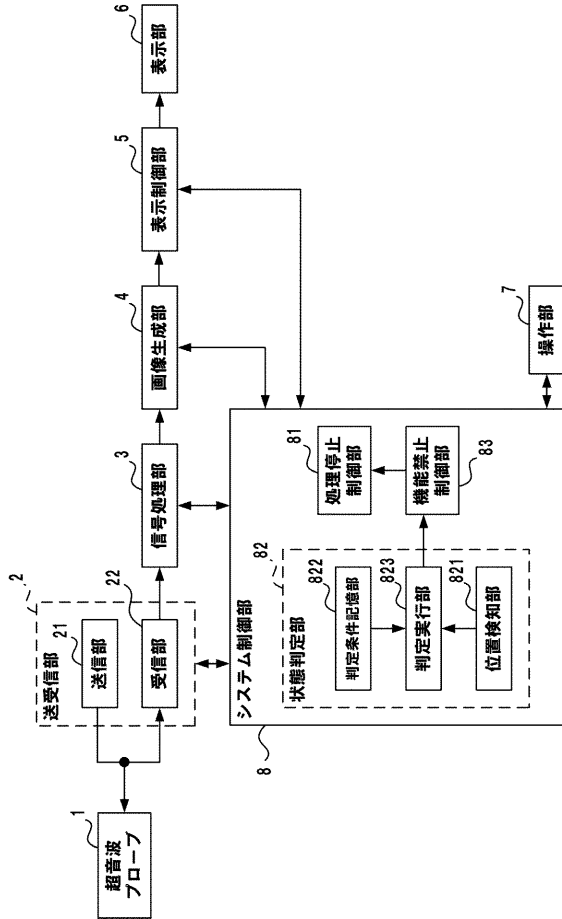 1
超音波
プローブ
2
送受信部
21
送信部
22
受信部
3
信号処理部
4
画像生成部
5
表示制御部
6
表示部
8
システム制御部
82
状態判定部
822
判定条件記憶部
823
判定実行部
821
位置検知部
81
処理停止
制御部
機能禁止
制御部
83
7
操作部